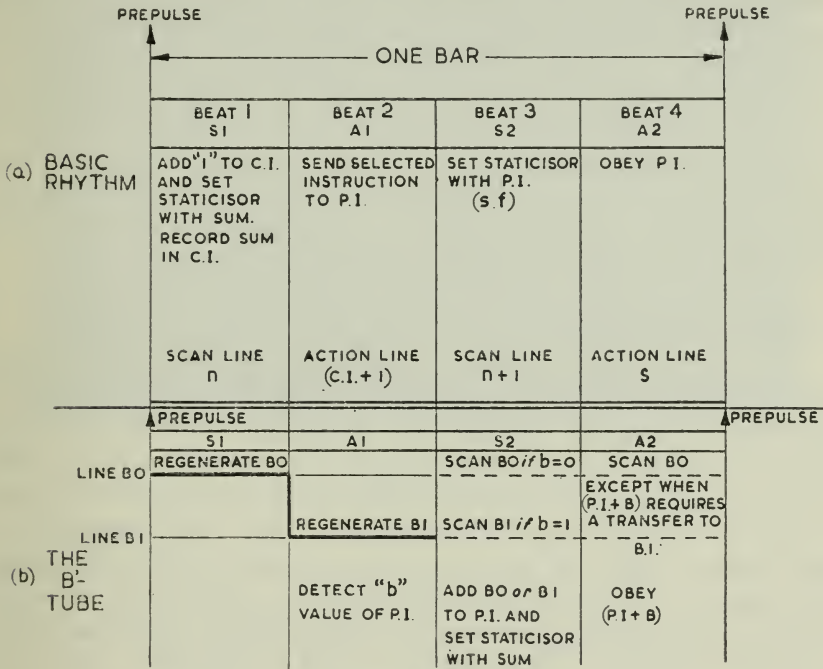 PREPULSE
PREPULSE
ONE BAR
BEAT 1
S1
BEAT 2
A1
BEAT 3
S2
BEAT 4
A2
(a) BASIC
RHYTHM
ADD "1" TO C.I.
AND SET
STATICISOR
WITH SUM.
RECORD SUM
IN C.I.
SEND SELECTED
INSTRUCTION
TO P.I.
SET STATICISOR
WITH P.I.
(s.f)
OBEY P.I.
SCAN LINE
n
ACTION LINE
(C.I.+1)
SCAN LINE
n+1
ACTION LINE
S
PREPULSE
PREPULSE
S1
A1
S2
A2
LINE B0
REGENERATE B0
SCAN B0 if b=0
SCAN B0
EXCEPT WHEN
(P.I.+B) REQUIRES
A TRANSFER TO
B.I.
LINE B1
REGENERATE B1
SCAN B1 if b=1
(b) THE
B'-
TUBE
DETECT "b"
VALUE OF P.I.
ADD B0 or B1
TO P.I. AND
SET STATICISOR
WITH SUM
OBEY
(P.I+B)